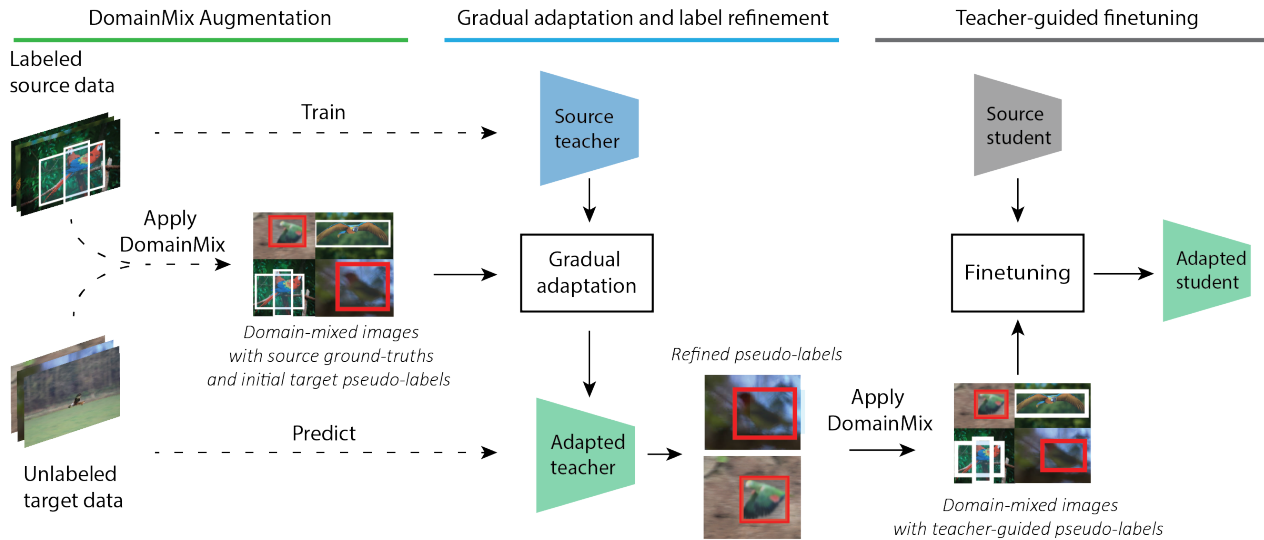 DomainMix Augmentation
Gradual adaptation and label refinement
Teacher-guided finetuning
Labeled
source data
Train
Source
teacher
Source
student
Apply
DomainMix
Gradual
adaptation
Finetuning
Adapted
student
Domain-mixed images
with source ground-truths
and initial target pseudo-labels
Refined pseudo-labels
Apply
DomainMix
Predict
Adapted
teacher
Unlabeled
target data
Domain-mixed images
with teacher-guided pseudo-labels